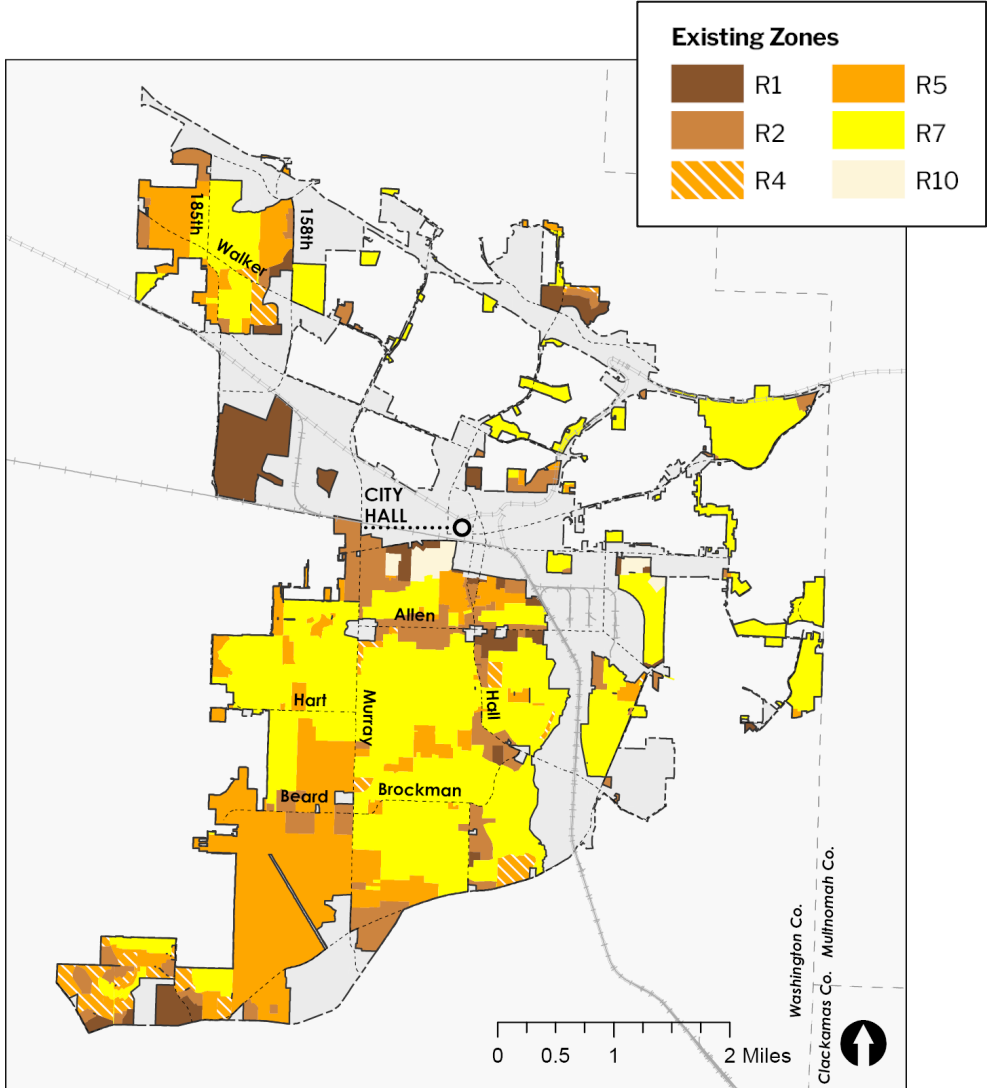 Existing Zones
R1
R5
R2
R7
R4
R10
185th
158th
Walker
CITY
HALL
Allen
Hart
Murray
Hall
Beard
Brockman
Washington Co.
Multnomah Co.
Clackamas Co.
0 0.5 1 2 Miles